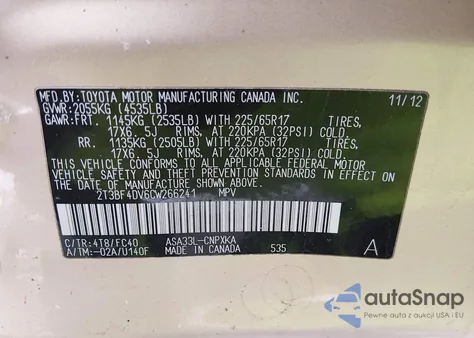 MFD.BY: TOYOTA MOTOR MANUFACTURING CANADA INC. 11/12
GVWR: 2055KG (4535LB)
GAWR: FRT. 1145KG (2535LB) WITH 225/65R17 TIRES,
17X6. 5J RIMS, AT 220KPA (32PSI) COLD.
RR. 1135KG (2505LB) WITH 225/65R17 TIRES,
17X6. 5J RIMS, AT 220KPA (32PSI) COLD.
THIS VEHICLE CONFORMS TO ALL APPLICABLE FEDERAL MOTOR
VEHICLE SAFETY AND THEFT PREVENTION STANDARDS IN EFFECT
ON THE DATE OF MANUFACTURE SHOWN ABOVE.
2T3BF4DV6CW266241 MPV
C/TR: 4T8/FC40 ASA33L-CNPXKA
A/TM: -02A/U140F MADE IN CANADA 535 A
autoSnap
Pewne auta z USA i EU